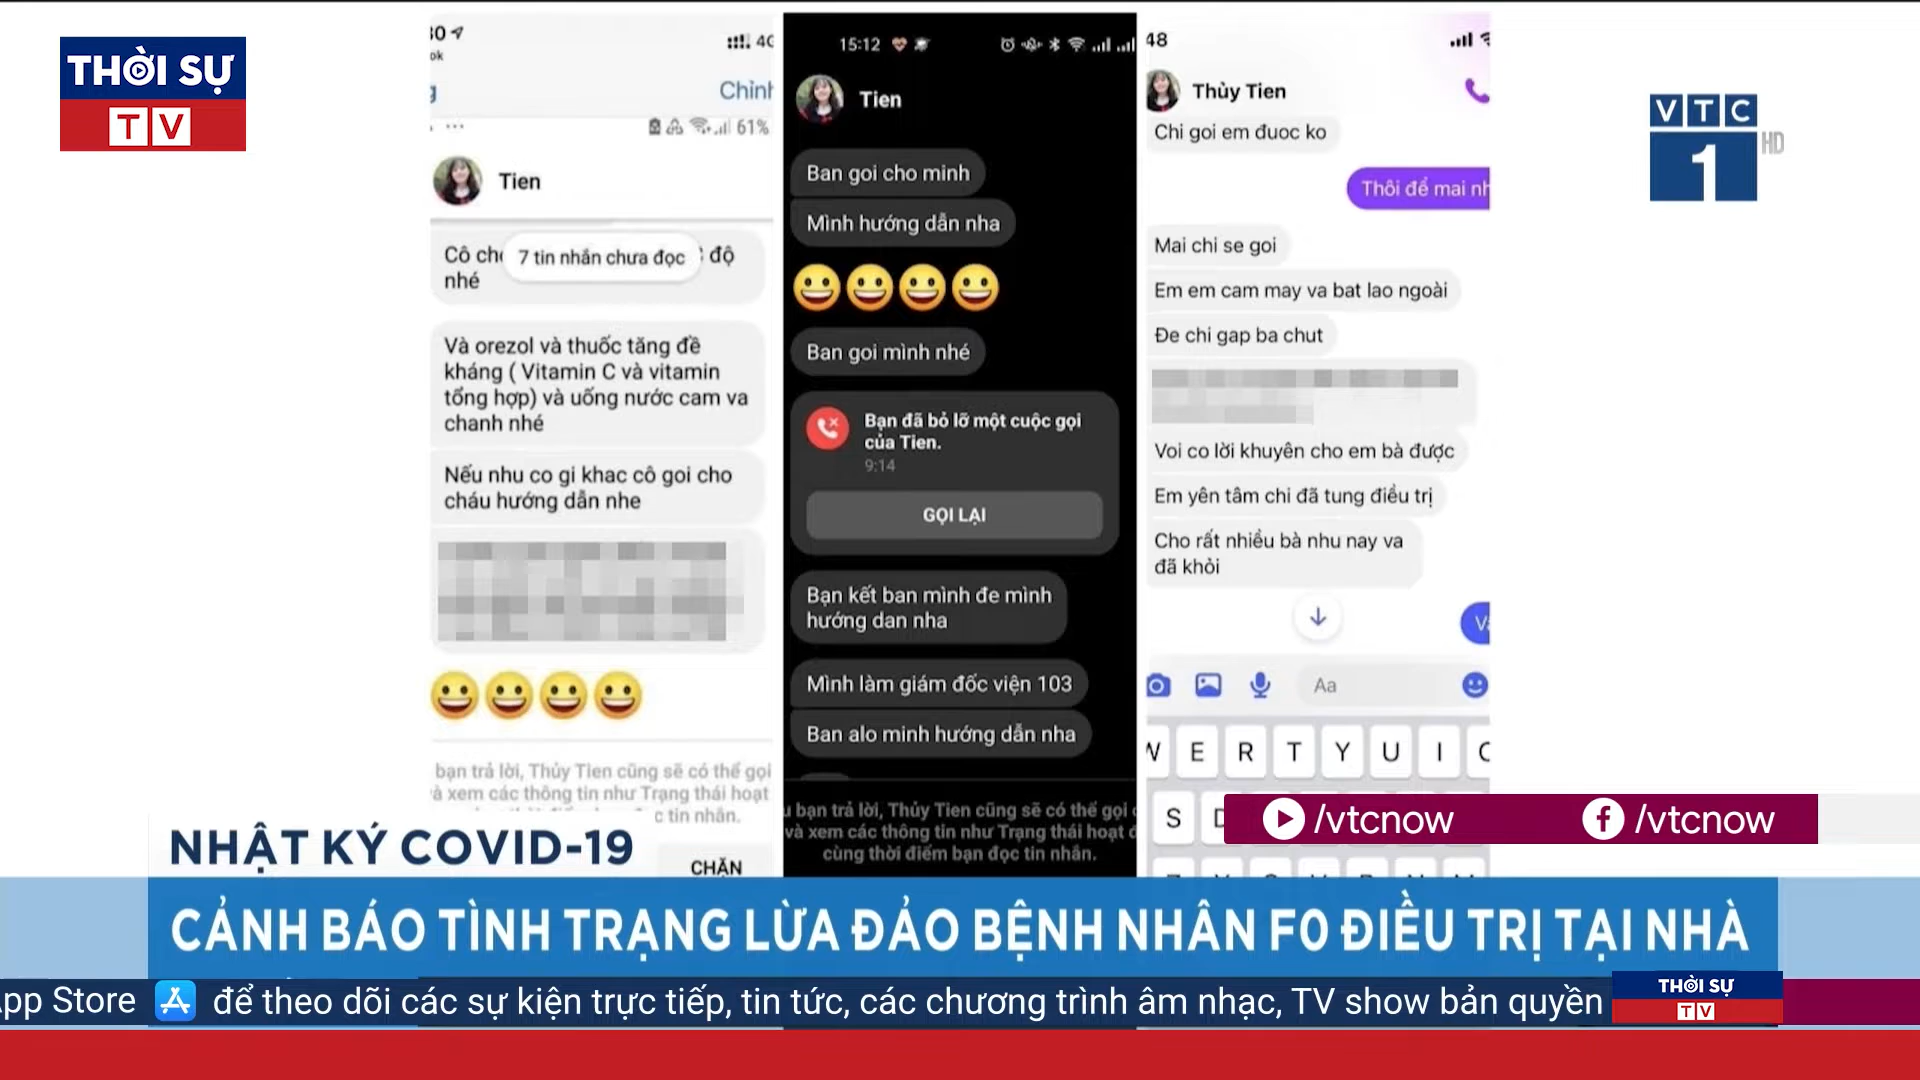 THỜI SỰ
TV
VTC
1
HD
4G
Chỉnh
61%
Tien
7 tin nhắn chưa đọc
độ
nhé
Và orezol và thuốc tăng đề
kháng ( Vitamin C và vitamin
tổng hợp) và uống nước cam va
chanh nhé
Nếu nhu co gi khac cô goi cho
cháu hướng dẫn nhe
bạn trả lời, Thủy Tien cũng sẽ có thể gọi
và xem các thông tin như Trạng thái hoạt
tin nhắn.
CHẶN
15:12
Tien
Ban goi cho minh
Mình hướng dẫn nha
Ban goi mình nhé
Bạn đã bỏ lỡ một cuộc gọi
của Tien.
9:14
GỌI LẠI
Bạn kết ban mình đe mình
hướng dan nha
Mình làm giám đốc viện 103
Ban alo minh hướng dẫn nha
bạn trả lời, Thủy Tien cũng sẽ có thể gọi
và xem các thông tin như Trạng thái hoạt
cùng thời điểm bạn đọc tin nhắn.
48
Thủy Tien
Chi goi em đuoc ko
Thôi để mai nh
Mai chi se goi
Em em cam may va bat lao ngoài
Đe chi gap ba chut
Voi co lời khuyên cho em bà được
Em yên tâm chi đã tung điều trị
Cho rất nhiều bà nhu nay va
đã khỏi
Aa
W E R T Y U I
S D
/vtcnow /vtcnow
NHẬT KÝ COVID-19
CẢNH BÁO TÌNH TRẠNG LỪA ĐẢO BỆNH NHÂN F0 ĐIỀU TRỊ TẠI NHÀ
App Store để theo dõi các sự kiện trực tiếp, tin tức, các chương trình âm nhạc, TV show bản quyền
THỜI SỰ
TV